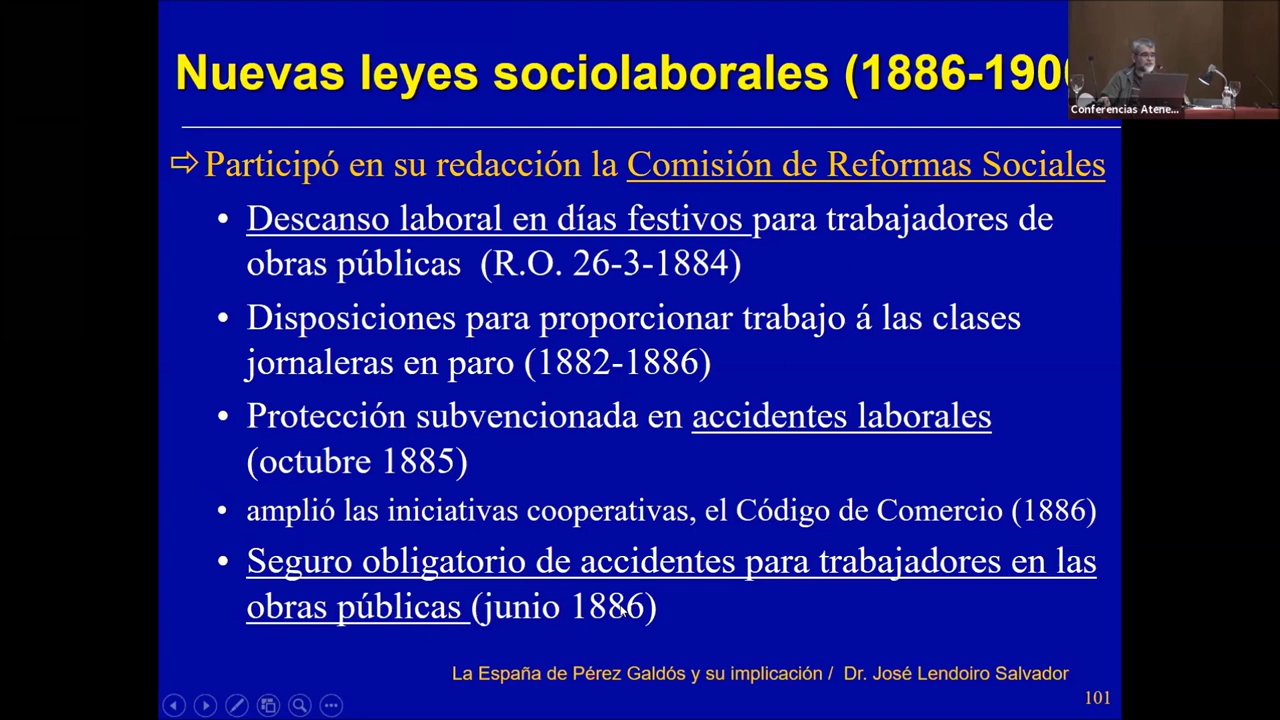 Nuevas leyes sociolaborales (1886-190
Conferencias Atene...
⇨Participó en su redacción la Comisión de Reformas Sociales
• Descanso laboral en días festivos para trabajadores de
obras públicas (R.O. 26-3-1884)
• Disposiciones para proporcionar trabajo á las clases
jornaleras en paro (1882-1886)
• Protección subvencionada en accidentes laborales
(octubre 1885)
• amplió las iniciativas cooperativas, el Código de Comercio (1886)
• Seguro obligatorio de accidentes para trabajadores en las
obras públicas (junio 1886)
La España de Pérez Galdós y su implicación / Dr. José Lendoiro Salvador
101